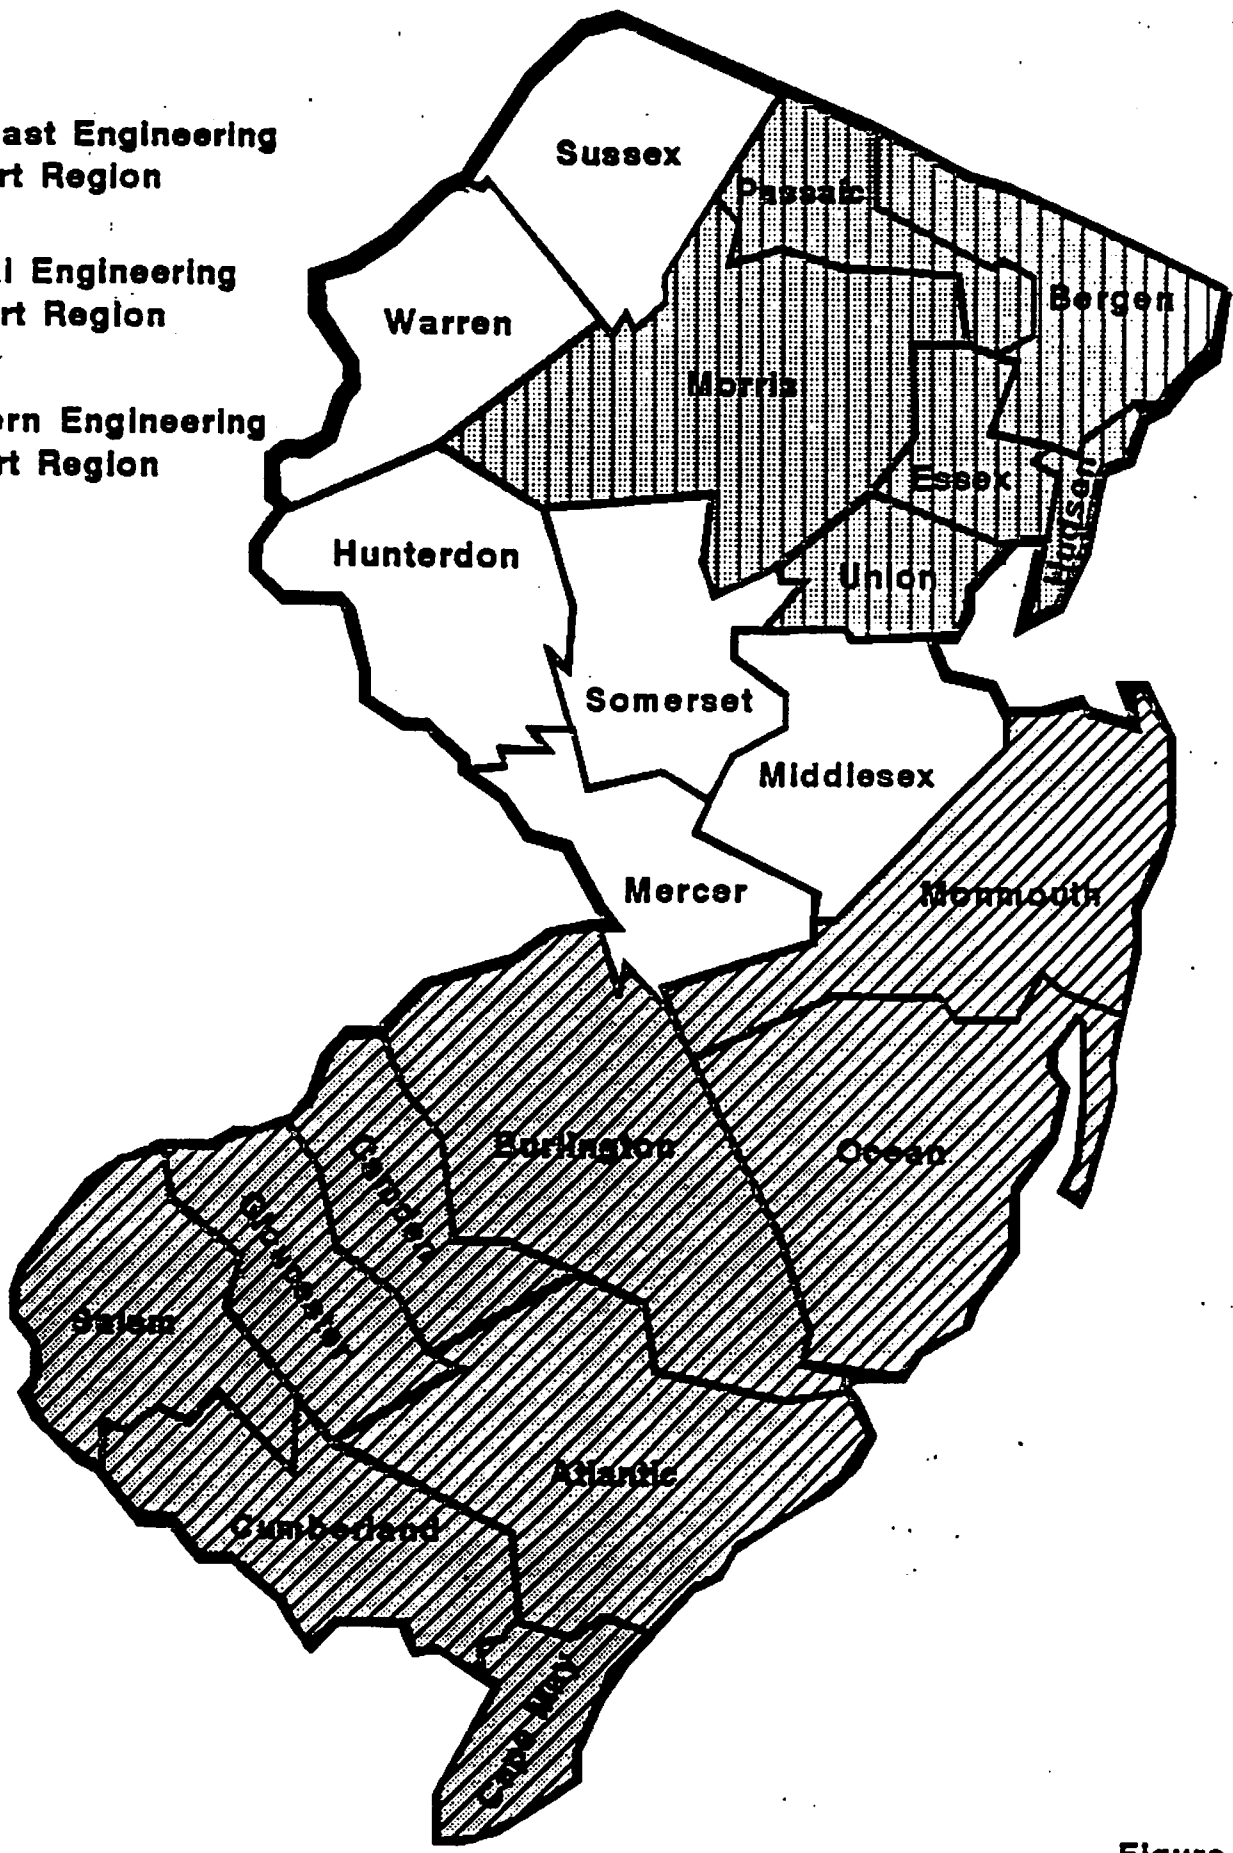 ast Engineering
rt Region
l Engineering
rt Region
ern Engineering
rt Region
Sussex
Passaic
Bergen
Warren
Morris
Essex
Hudson
Hunterdon
Union
Somerset
Middlesex
Mercer
Monmouth
Burlington
Ocean
Camden
Gloucester
Salem
Atlantic
Cumberland
Cape May
Figure